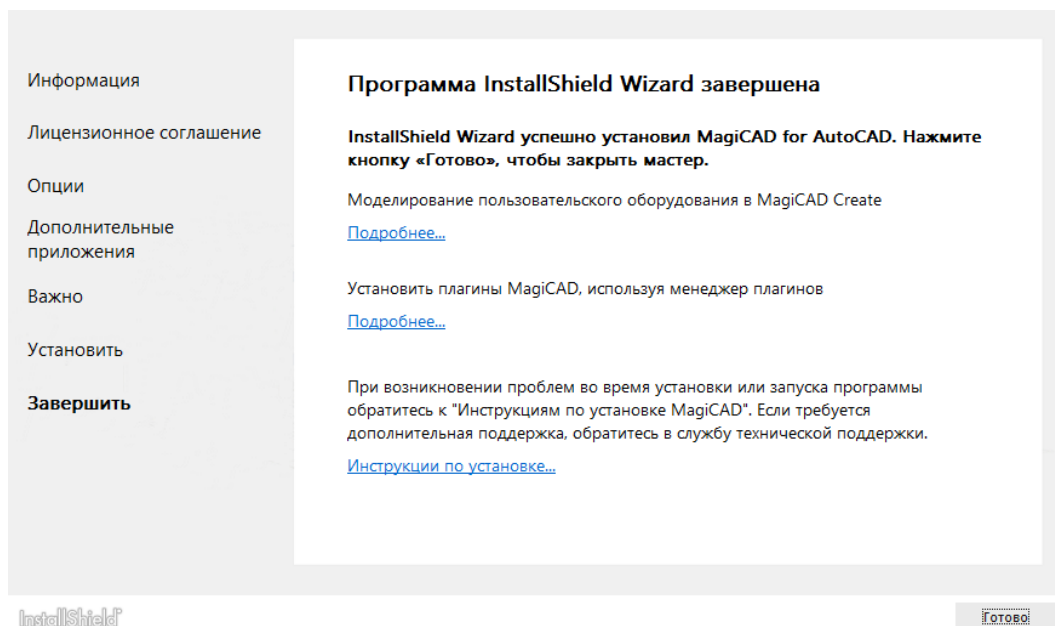 Информация
Лицензионное соглашение
Опции
Дополнительные
приложения
Важно
Установить
Завершить
Программа InstallShield Wizard завершена
InstallShield Wizard успешно установил MagiCAD for AutoCAD. Нажмите
кнопку «Готово», чтобы закрыть мастер.
Моделирование пользовательского оборудования в MagiCAD Create
Подробнее...
Установить плагины MagiCAD, используя менеджер плагинов
Подробнее...
При возникновении проблем во время установки или запуска программы
обратитесь к "Инструкциям по установке MagiCAD". Если требуется
дополнительная поддержка, обратитесь в службу технической поддержки.
Инструкции по установке...
InstallShield
Готово